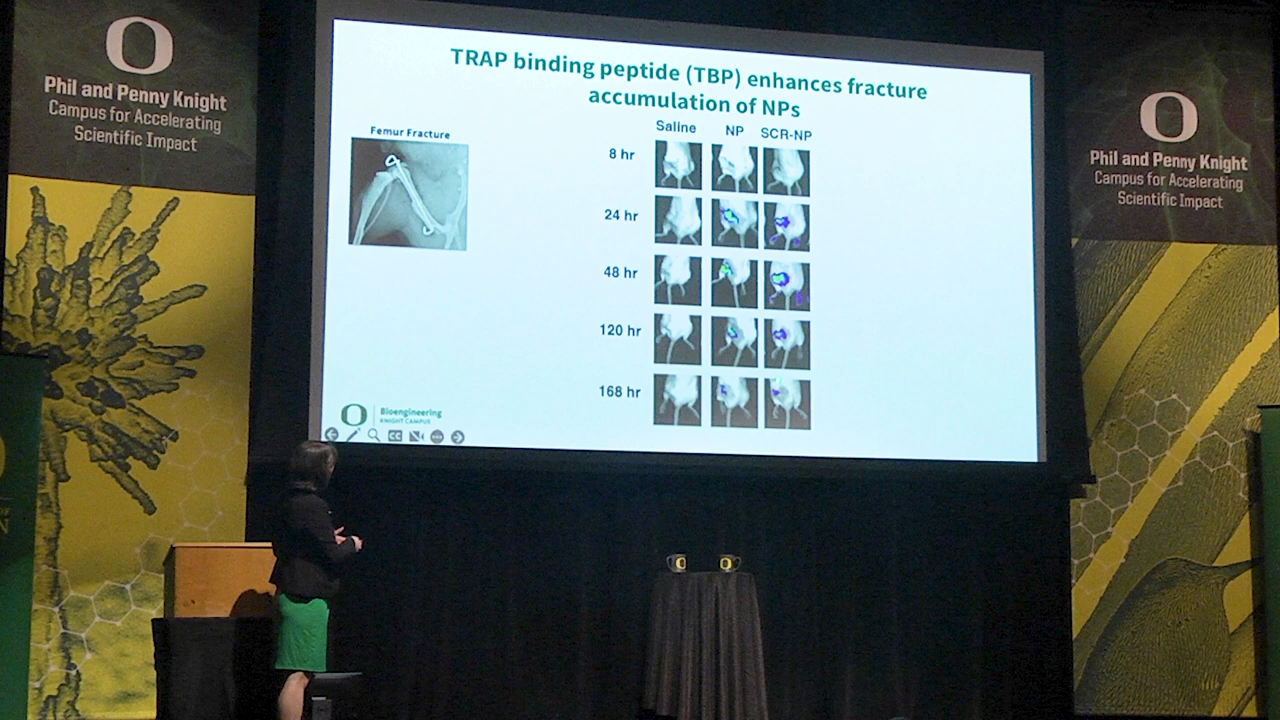 O
Phil and Penny Knight
Campus for Accelerating
Scientific Impact
TRAP binding peptide (TBP) enhances fracture
accumulation of NPs
Femur Fracture
Saline NP SCR-NP
8 hr
24 hr
48 hr
120 hr
168 hr
O Bioengineering
KNIGHT CAMPUS
CC
O
Phil and Penny Knight
Campus for Accelerating
Scientific Impact